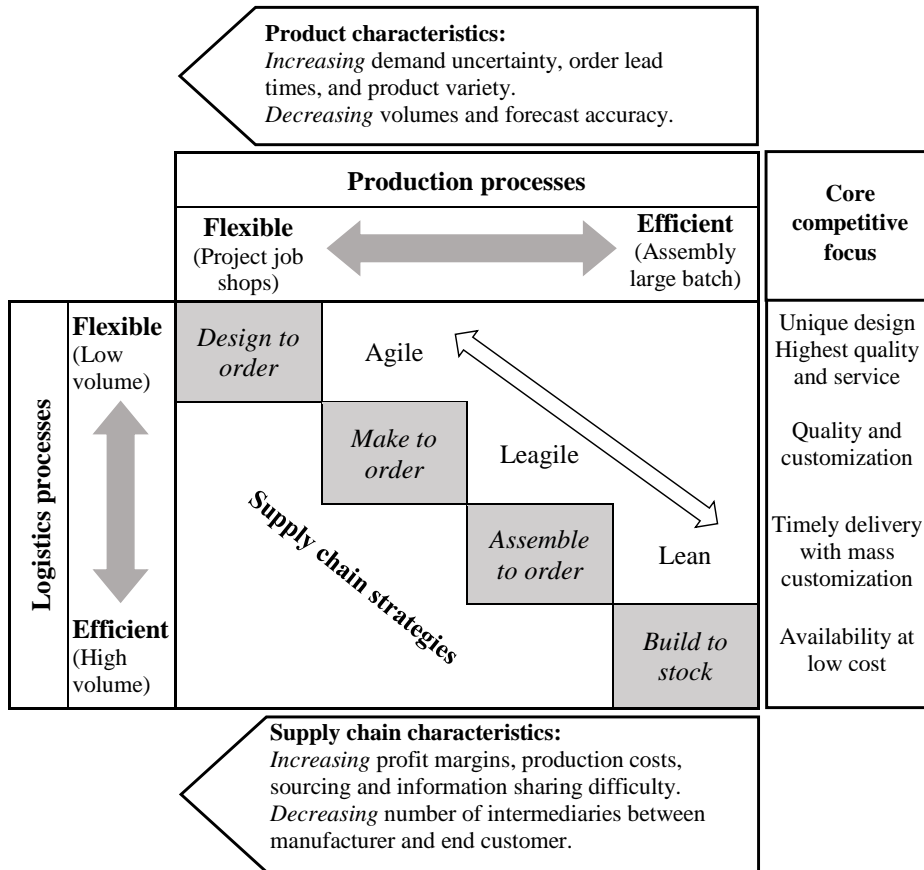 Product characteristics:
Increasing demand uncertainty, order lead
times, and product variety.
Decreasing volumes and forecast accuracy.
Production processes
Core
competitive
focus
Flexible
(Project job
shops)
Efficient
(Assembly
large batch)
Logistics processes
Flexible
(Low
volume)
Efficient
(High
volume)
Design to
order
Agile
Make to
order
Leagile
Assemble
to order
Lean
Build to
stock
Supply chain strategies
Unique design
Highest quality
and service
Quality and
customization
Timely delivery
with mass
customization
Availability at
low cost
Supply chain characteristics:
Increasing profit margins, production costs,
sourcing and information sharing difficulty.
Decreasing number of intermediaries between
manufacturer and end customer.